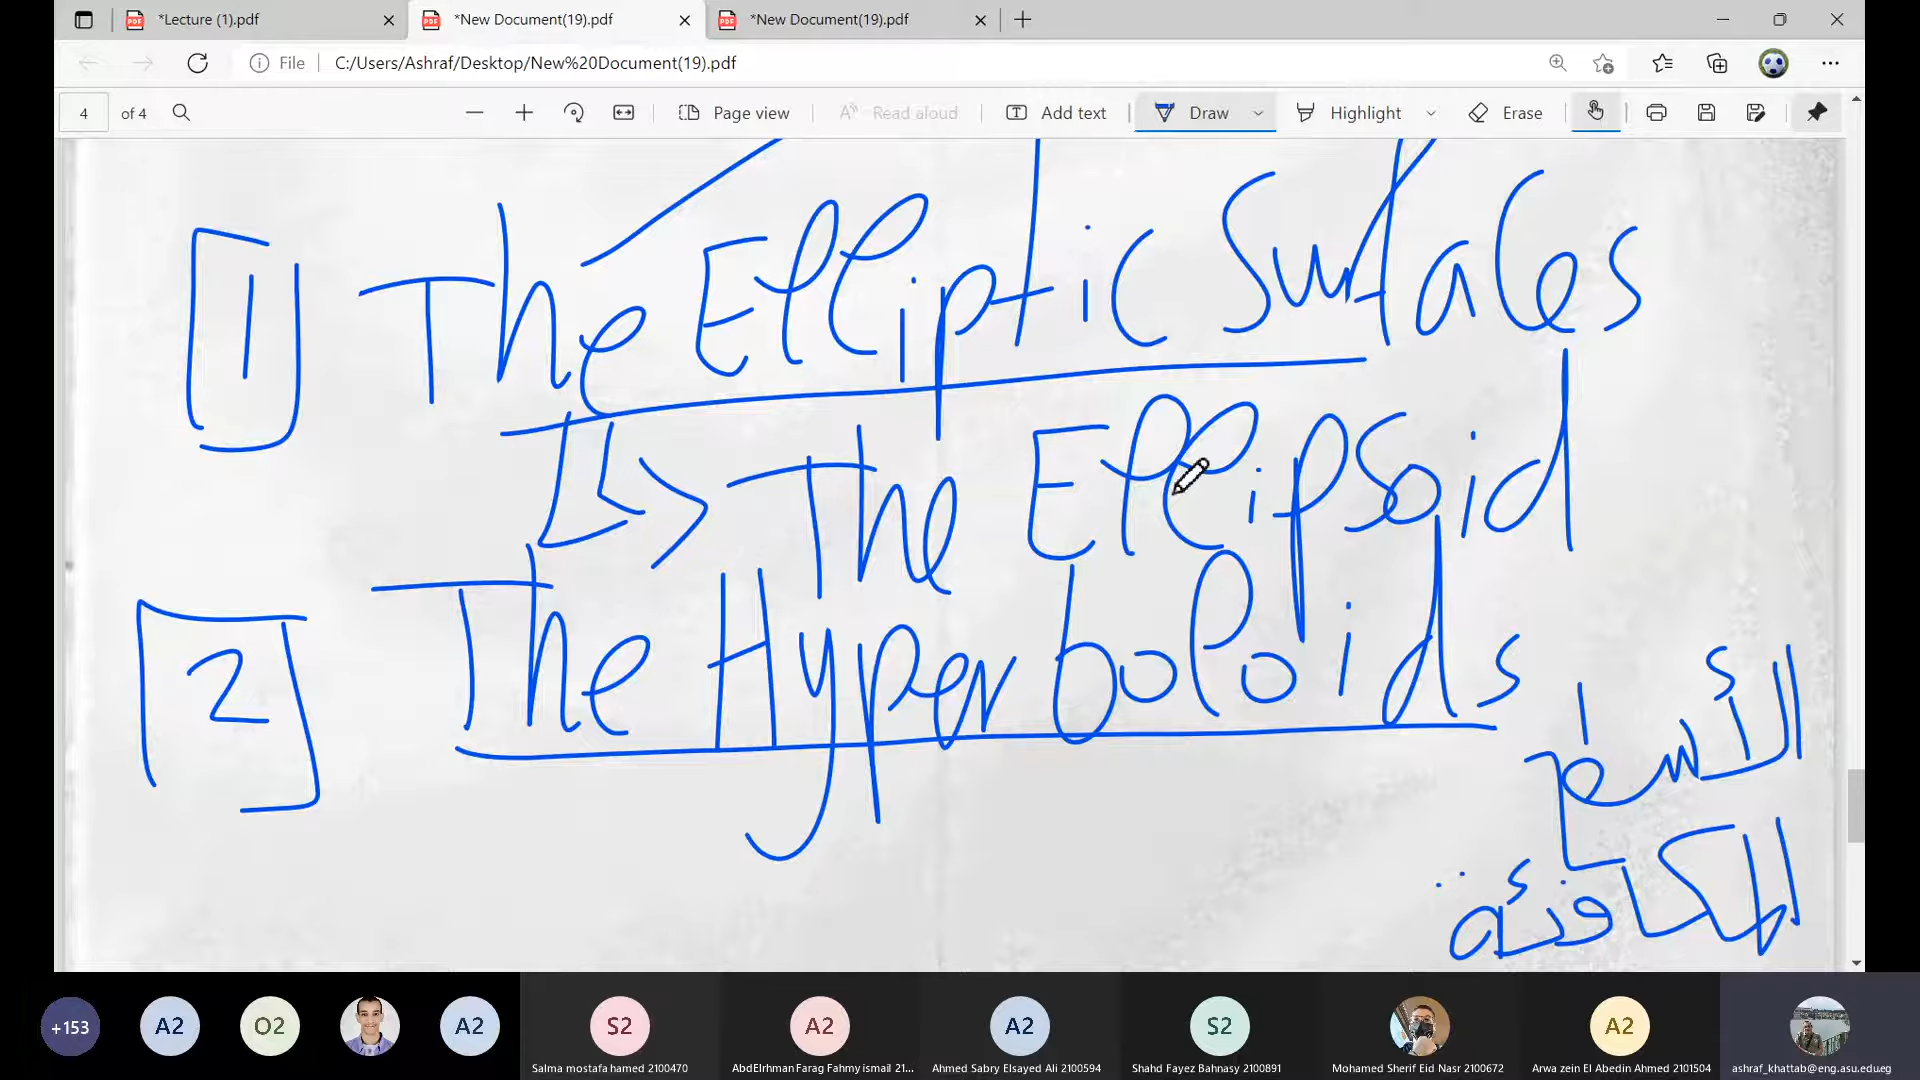 *Lecture (1).pdf
*New Document(19).pdf
*New Document(19).pdf
File
C:/Users/Ashraf/Desktop/New%20Document(19).pdf
4 of 4
Page view
Read aloud
Add text
Draw
Highlight
Erase
1 The Elliptic Surfaces
The Ellipsoid
2 The Hyperboloids
+153
A2
O2
A2
S2
A2
A2
S2
A2
Salma mostafa hamed 2100470
AbdElrhman Farag Fahmy ismail 21...
Ahmed Sabry Elsayed Ali 2100594
Shahd Fayez Bahnasy 2100891
Mohamed Sherif Eid Nasr 2100672
Arwa zein El Abedin Ahmed 2101504
ashraf_khattab@eng.asu.edu.eg